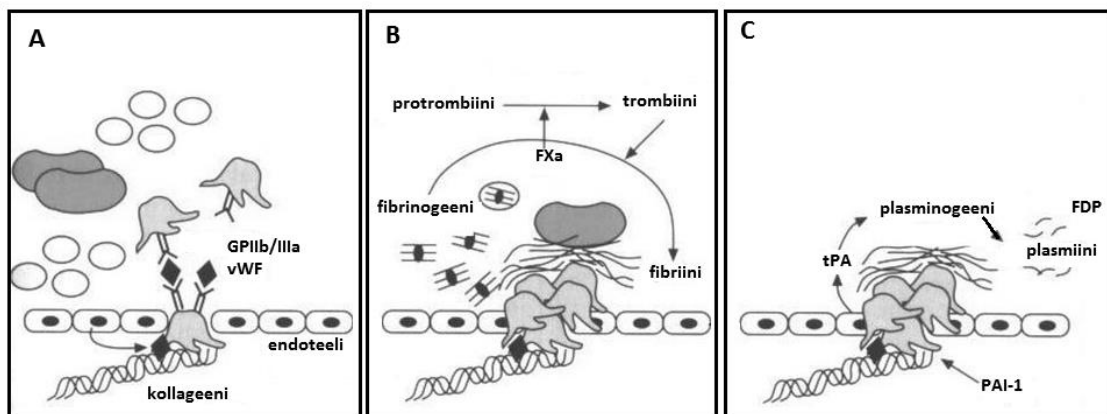 A
GPIIb/IIIa
vWF
endoteeli
kollageeni
B
protrombiini
trombiini
FXa
fibrinogeeni
fibriini
C
plasminogeeni
FDP
tPA
plasmiini
PAI-1